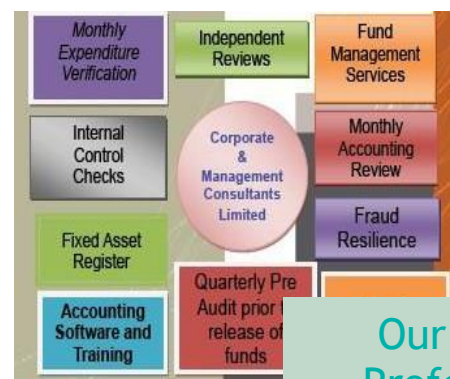 Monthly
Expenditure
Verification
Independent
Reviews
Fund
Management
Services
Internal
Control
Checks
Corporate
&
Management
Consultants
Limited
Monthly
Accounting
Review
Fixed Asset
Register
Fraud
Resilience
Accounting
Software and
Training
Quarterly Pre
Audit prior
release of
funds
Our